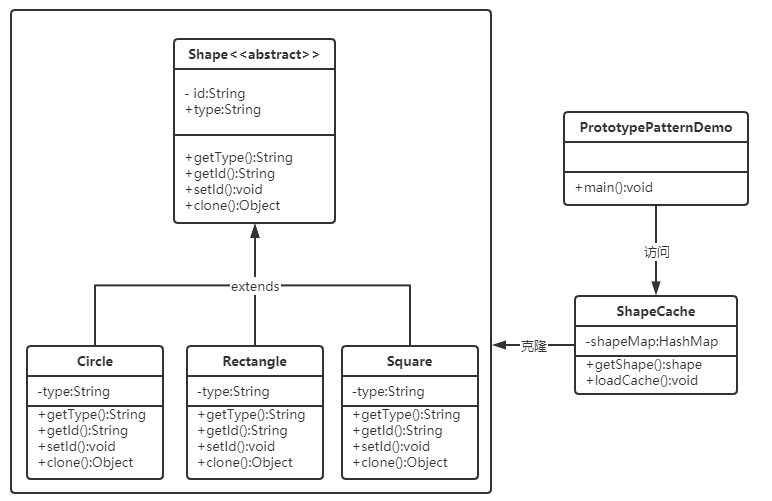 Shape<<abstract>>
- id:String
+type:String
+getType():String
+getId():String
+setId():void
+clone():Object
extends
Circle
-type:String
+getType():String
+getId():String
+setId():void
+clone():Object
Rectangle
-type:String
+getType():String
+getId():String
+setId():void
+clone():Object
Square
-type:String
+getType():String
+getId():String
+setId():void
+clone():Object
PrototypePatternDemo
+main():void
访问
ShapeCache
-shapeMap:HashMap
+getShape():shape
+loadCache():void
克隆